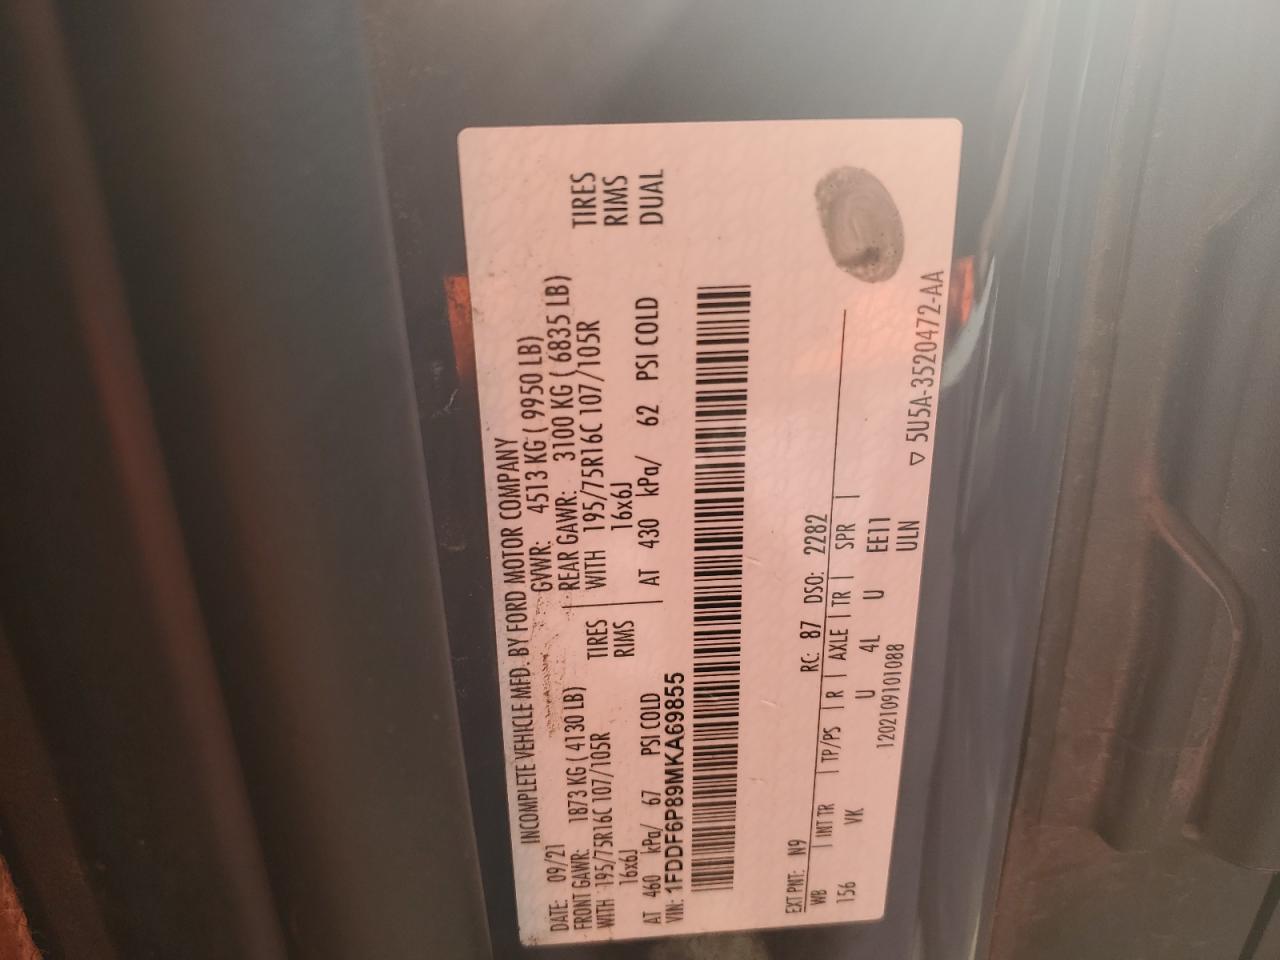 INCOMPLETE VEHICLE MFD. BY FORD MOTOR COMPANY
DATE: 09/21 GVWR: 4513 KG ( 9950 LB)
FRONT GAWR: 1873 KG ( 4130 LB) REAR GAWR: 3100 KG ( 6835 LB)
WITH 195/75R16C 107/105R TIRES WITH 195/75R16C 107/105R TIRES
16x6J RIMS 16x6J RIMS
AT 460 kPa/ 67 PSI COLD AT 430 kPa/ 62 PSI COLD DUAL
VIN: 1FDDF6P89MKA69855
EXT PNT: N9 RC: 87 DSO: 2282
WB | INT TR | TP/PS | R | AXLE | TR | SPR |
156 VK U 4L U EE11
1202109101088 ULN
▽ 5U5A-3520472-AA